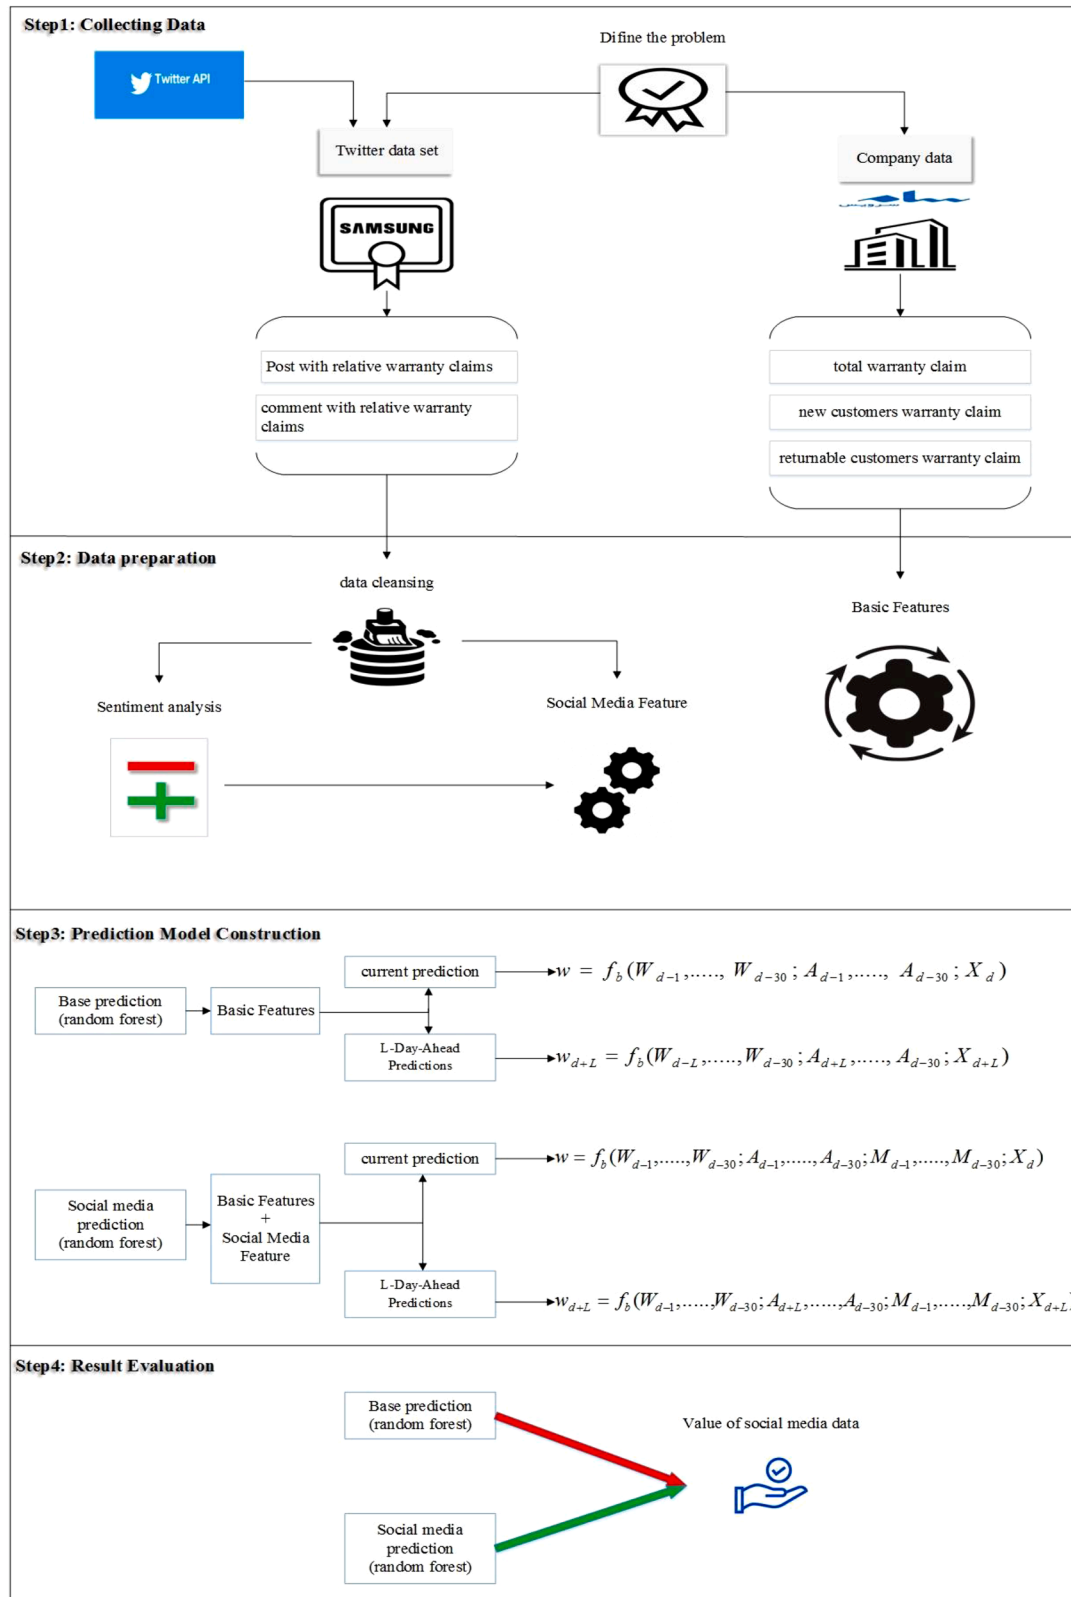 Step1: Collecting Data
Difine the problem
Twitter API
Twitter data set
Company data
سام سرویس
SAMSUNG
Post with relative warranty claims
comment with relative warranty
claims
total warranty claim
new customers warranty claim
returnable customers warranty claim
Step2: Data preparation
data cleansing
Basic Features
Sentiment analysis
Social Media Feature
Step3: Prediction Model Construction
current prediction
w = f_b(W_{d-1},....., W_{d-30}; A_{d-1},....., A_{d-30}; X_d)
Base prediction
(random forest)
Basic Features
L-Day-Ahead
Predictions
w_{d+L} = f_b(W_{d-L},.....,W_{d-30}; A_{d+L},....., A_{d-30}; X_{d+L})
current prediction
w = f_b(W_{d-1},.....,W_{d-30}; A_{d-1},....., A_{d-30}; M_{d-1},....., M_{d-30}; X_d)
Social media
prediction
(random forest)
Basic Features
+
Social Media
Feature
L-Day-Ahead
Predictions
w_{d+L} = f_b(W_{d-1},.....,W_{d-30}; A_{d+L},.....,A_{d-30}; M_{d-1},.....,M_{d-30}; X_{d+L})
Step4: Result Evaluation
Base prediction
(random forest)
Value of social media data
Social media
prediction
(random forest)